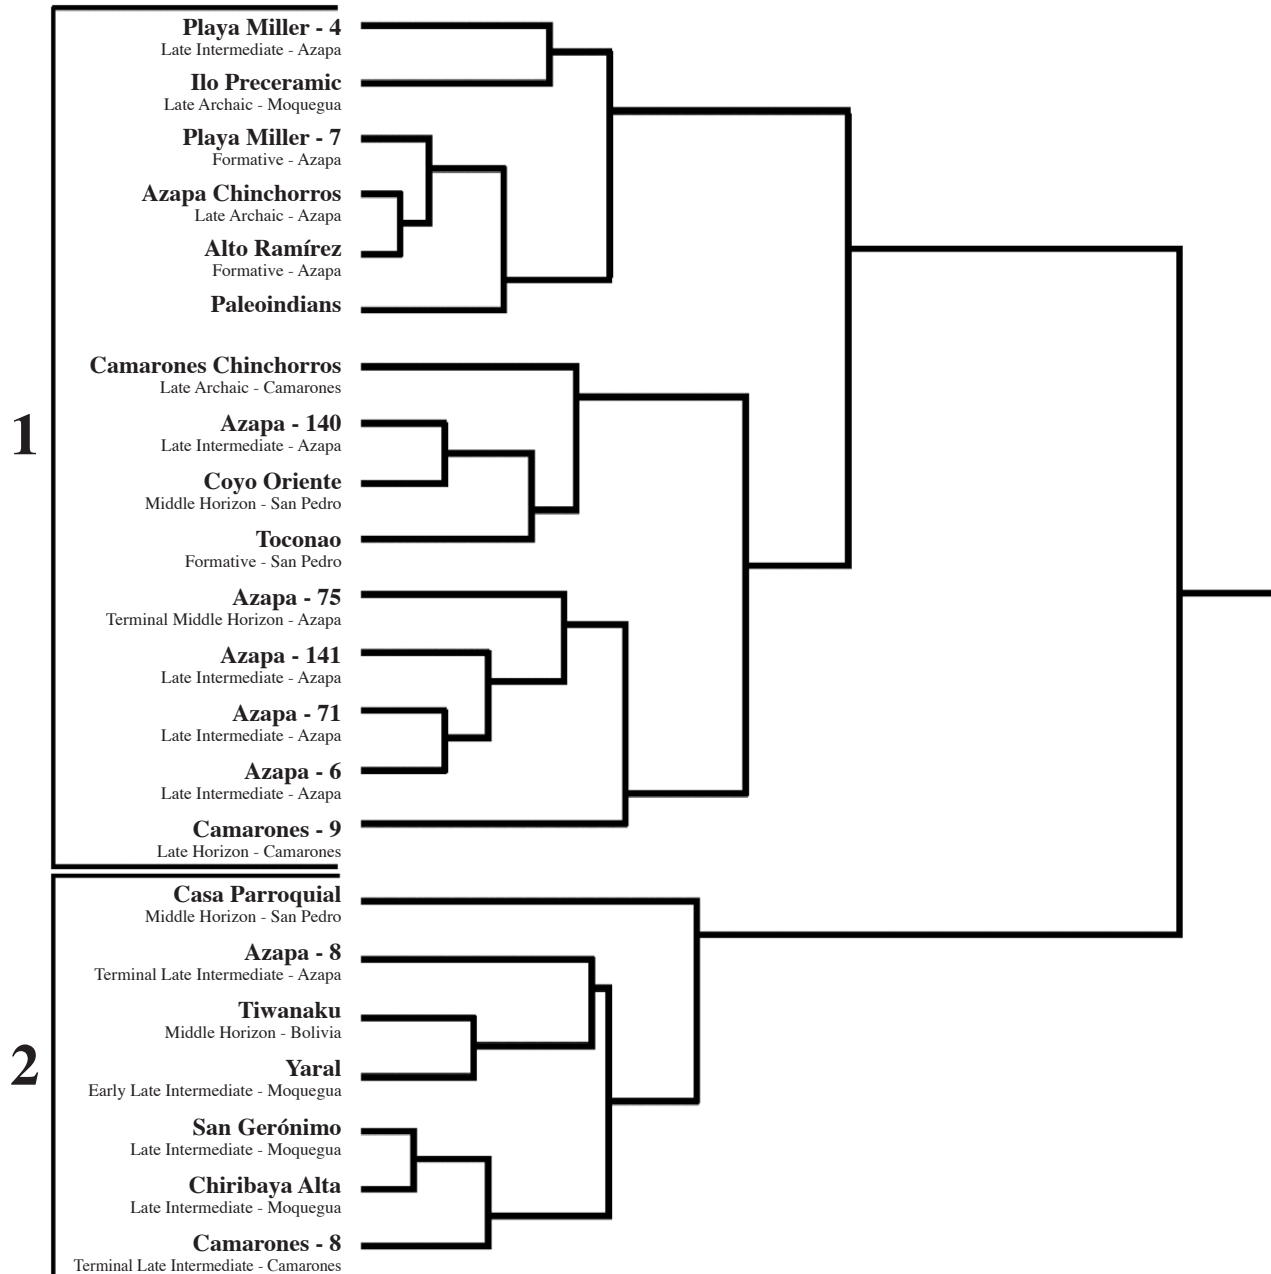 Playa Miller - 4
Late Intermediate - Azapa
Ilo Preceramic
Late Archaic - Moquegua
Playa Miller - 7
Formative - Azapa
Azapa Chinchorros
Late Archaic - Azapa
Alto Ramírez
Formative - Azapa
Paleoindians
Camarones Chinchorros
Late Archaic - Camarones
1
Azapa - 140
Late Intermediate - Azapa
Coyo Oriente
Middle Horizon - San Pedro
Toconao
Formative - San Pedro
Azapa - 75
Terminal Middle Horizon - Azapa
Azapa - 141
Late Intermediate - Azapa
Azapa - 71
Late Intermediate - Azapa
Azapa - 6
Late Intermediate - Azapa
Camarones - 9
Late Horizon - Camarones
Casa Parroquial
Middle Horizon - San Pedro
Azapa - 8
Terminal Late Intermediate - Azapa
Tiwanaku
Middle Horizon - Bolivia
2
Yaral
Early Late Intermediate - Moquegua
San Gerónimo
Late Intermediate - Moquegua
Chiribaya Alta
Late Intermediate - Moquegua
Camarones - 8
Terminal Late Intermediate - Camarones